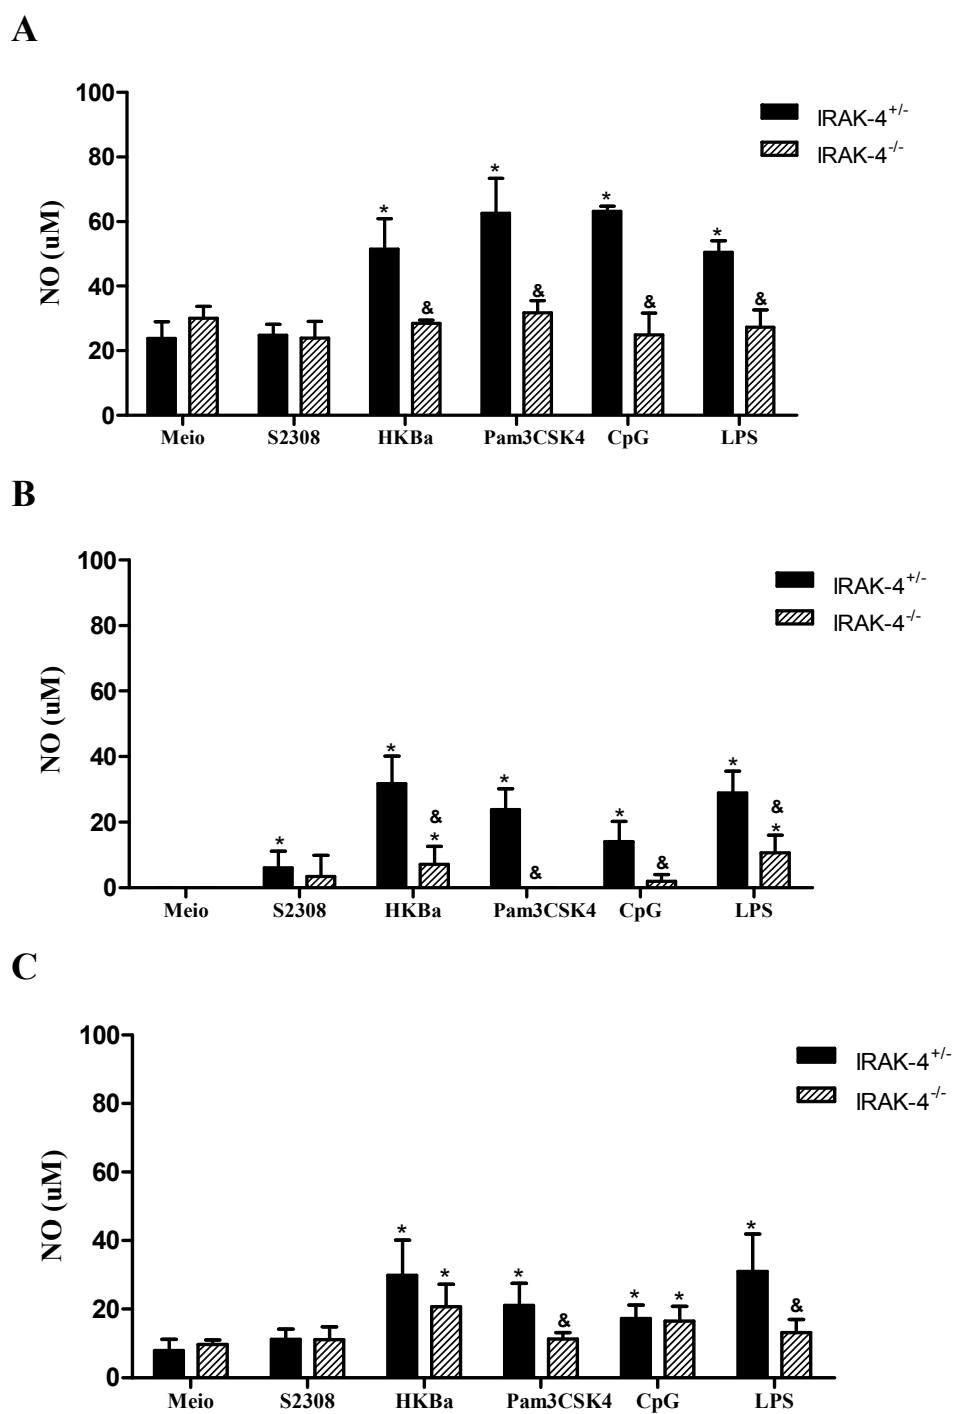 A
100
80
60
40
20
0
NO (uM)
IRAK-4+/-
IRAK-4-/-
* * * *
& & & &
Meio S2308 HKBa Pam3CSK4 CpG LPS
B
100
80
60
40
20
0
NO (uM)
IRAK-4+/-
IRAK-4-/-
* * * * *
& & & &
* *
Meio S2308 HKBa Pam3CSK4 CpG LPS
C
100
80
60
40
20
0
NO (uM)
IRAK-4+/-
IRAK-4-/-
* * * * * *
& &
Meio S2308 HKBa Pam3CSK4 CpG LPS